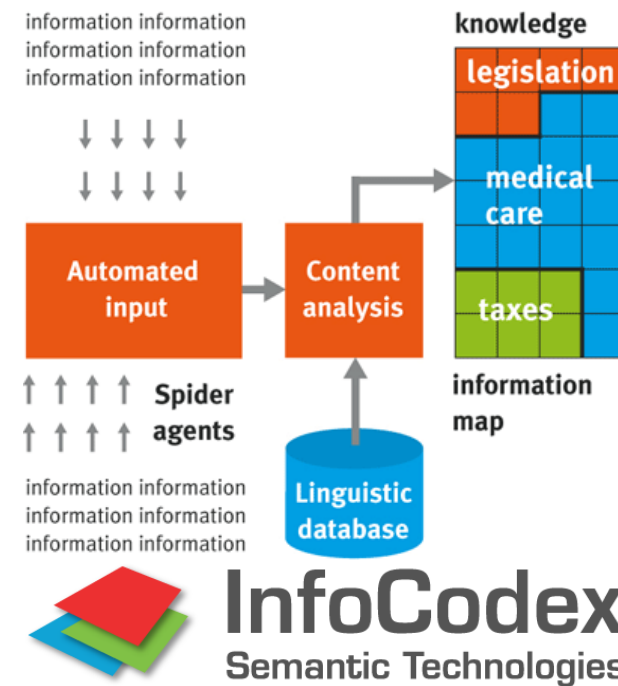 information information
information information
information information
Automated
input
Spider
agents
information information
information information
information information
Content
analysis
Linguistic
database
knowledge
legislation
medical
care
taxes
information
map
InfoCodex
Semantic Technologies